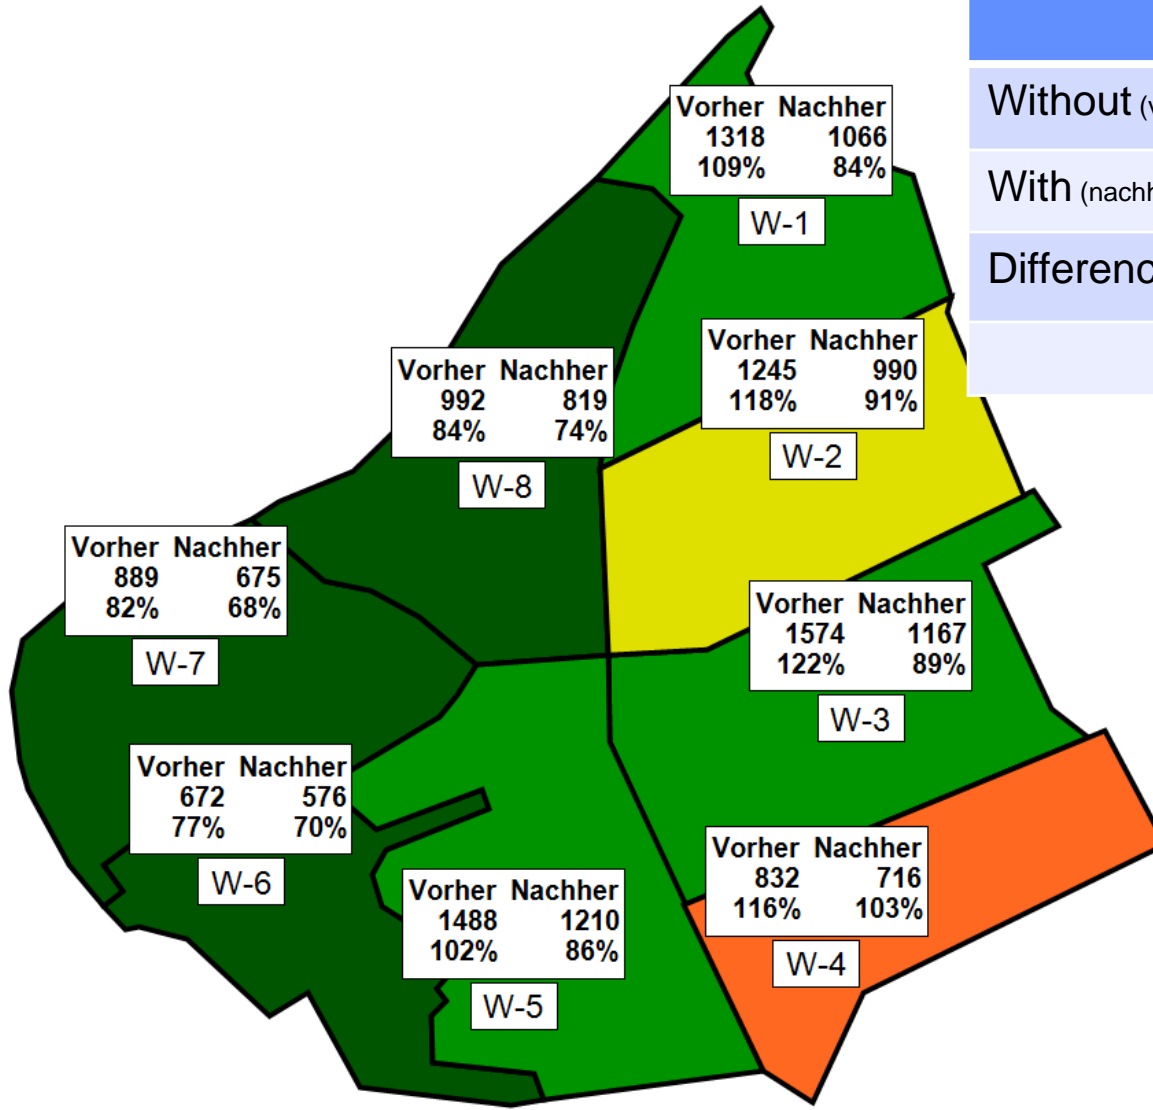 Without (v
With (nachh
Differenc
Vorher Nachher
1318 1066
109% 84%
W-1
Vorher Nachher
1245 990
118% 91%
W-2
Vorher Nachher
992 819
84% 74%
W-8
Vorher Nachher
889 675
82% 68%
W-7
Vorher Nachher
1574 1167
122% 89%
W-3
Vorher Nachher
672 576
77% 70%
W-6
Vorher Nachher
832 716
116% 103%
W-4
Vorher Nachher
1488 1210
102% 86%
W-5